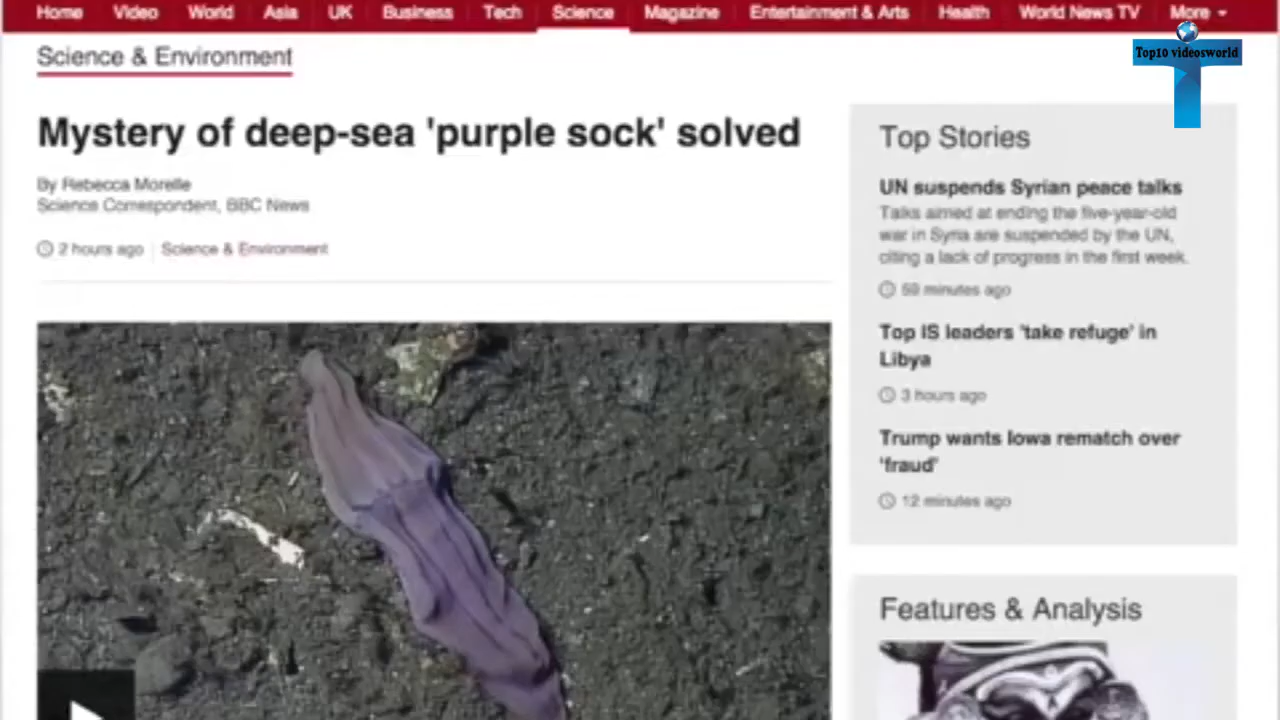 Home Video World Asia UK Business Tech Science Magazine Entertainment & Arts Health World News TV More
Top10 videosworld
Science & Environment
Mystery of deep-sea 'purple sock' solved
By Rebecca Morelle
Science Correspondent, BBC News
2 hours ago Science & Environment
Top Stories
UN suspends Syrian peace talks
Talks aimed at ending the five-year-old
war in Syria are suspended by the UN,
citing a lack of progress in the first week.
59 minutes ago
Top IS leaders 'take refuge' in
Libya
3 hours ago
Trump wants Iowa rematch over
'fraud'
12 minutes ago
Features & Analysis